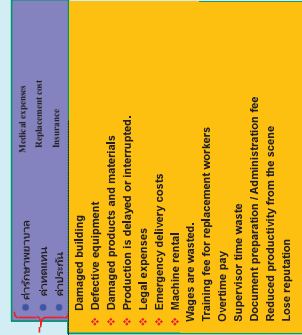 ค่ารักษาพยาบาล Medical expenses
ค่าทดแทน Replacement cost
ค่าประกัน Insurance
Damaged building
Defective equipment
Damaged products and materials
Production is delayed or interrupted.
Legal expenses
Emergency delivery costs
Machine rental
Wages are wasted.
Training fee for replacement workers
Overtime pay
Supervisor time waste
Document preparation / Administration fee
Reduced productivity from the scene
Lose reputation